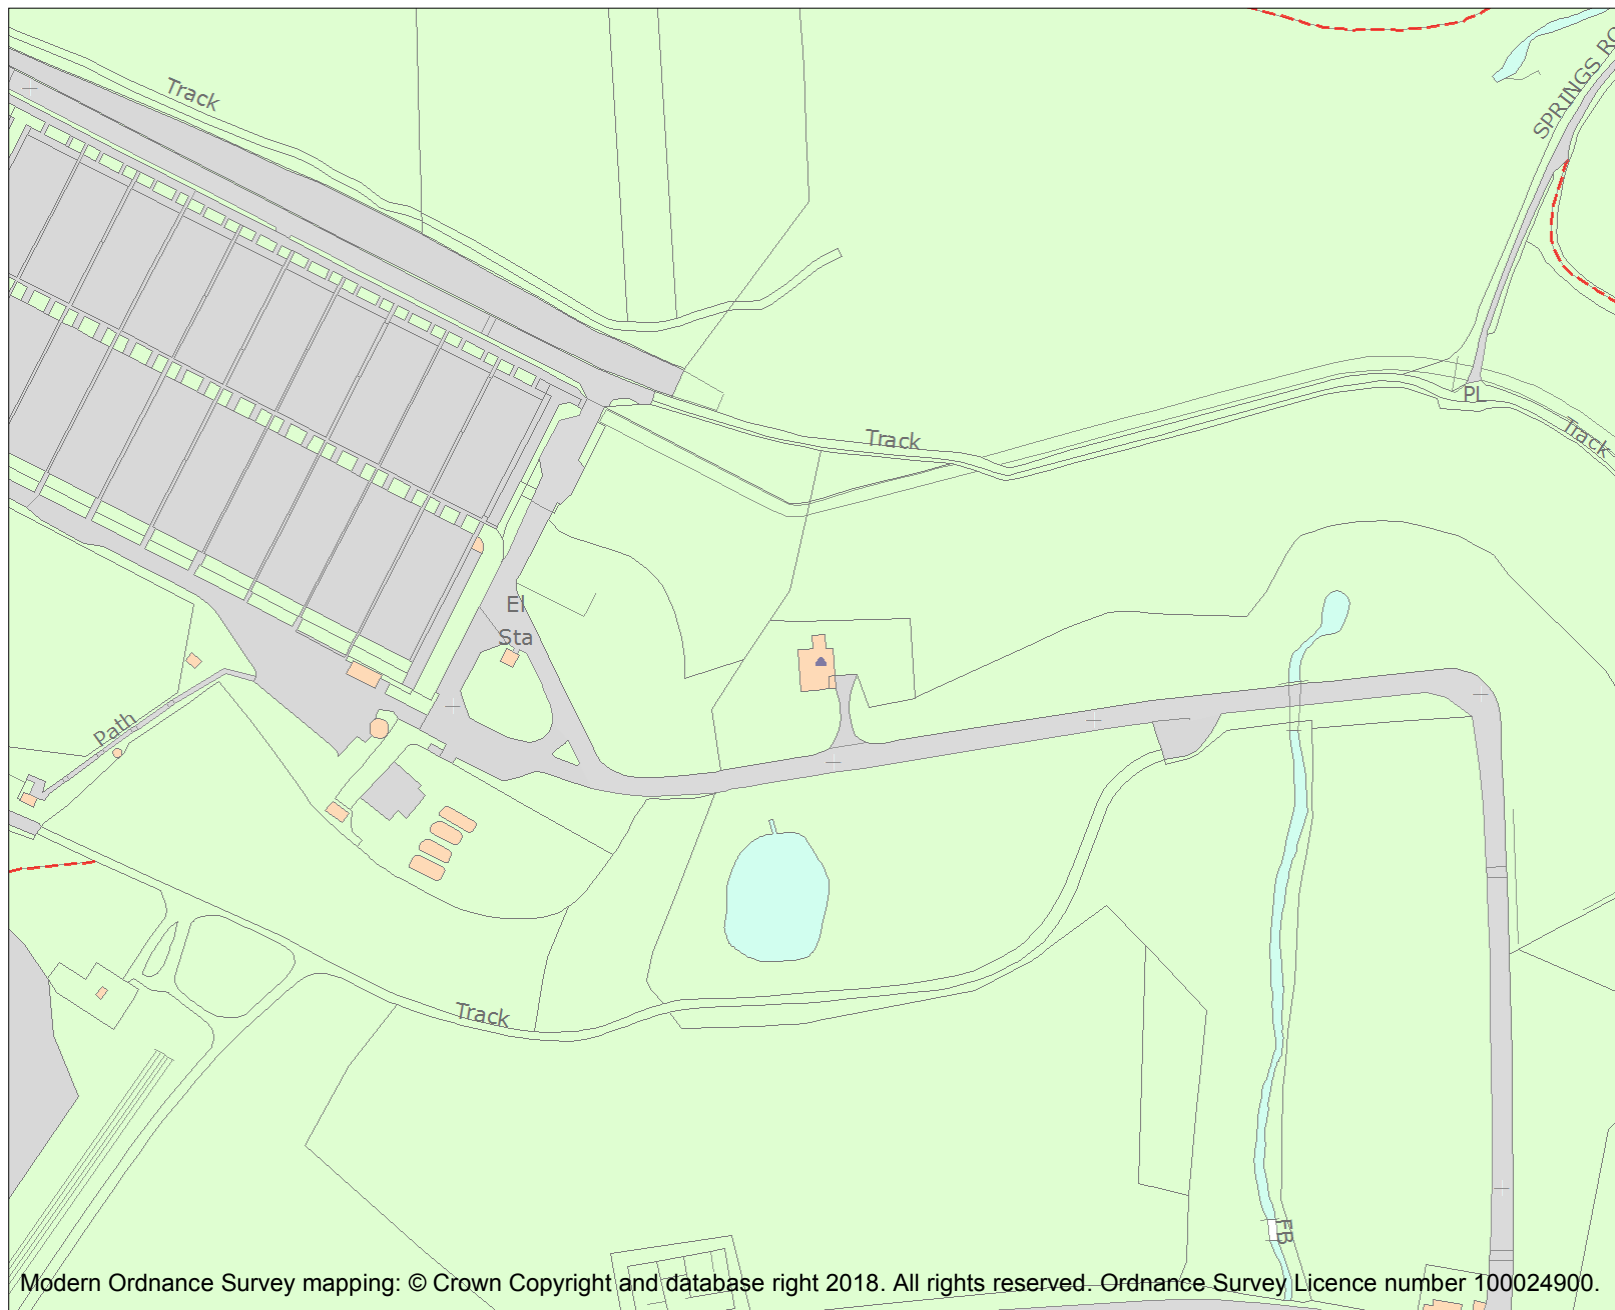 Track
SPRINGS RO
PL
Track
Track
El
Sta
Path
Track
FB
Modern Ordnance Survey mapping: © Crown Copyright and database right 2018. All rights reserved. Ordnance Survey Licence number 100024900.